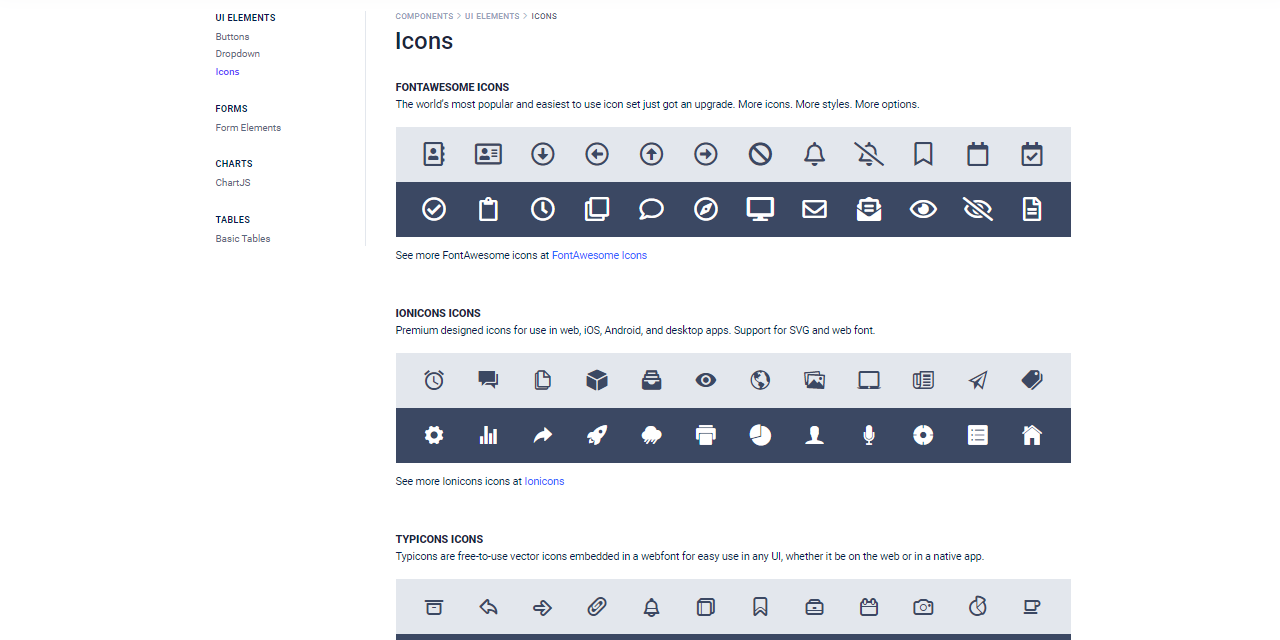 UI ELEMENTS
Buttons
Dropdown
Icons
FORMS
Form Elements
CHARTS
ChartJS
TABLES
Basic Tables
COMPONENTS > UI ELEMENTS > ICONS
Icons
FONTAWESOME ICONS
The world's most popular and easiest to use icon set just got an upgrade. More icons. More styles. More options.
See more FontAwesome icons at FontAwesome Icons
IONICONS ICONS
Premium designed icons for use in web, iOS, Android, and desktop apps. Support for SVG and web font.
See more Ionicons icons at Ionicons
TYPICONS ICONS
Typicons are free-to-use vector icons embedded in a webfont for easy use in any UI, whether it be on the web or in a native app.